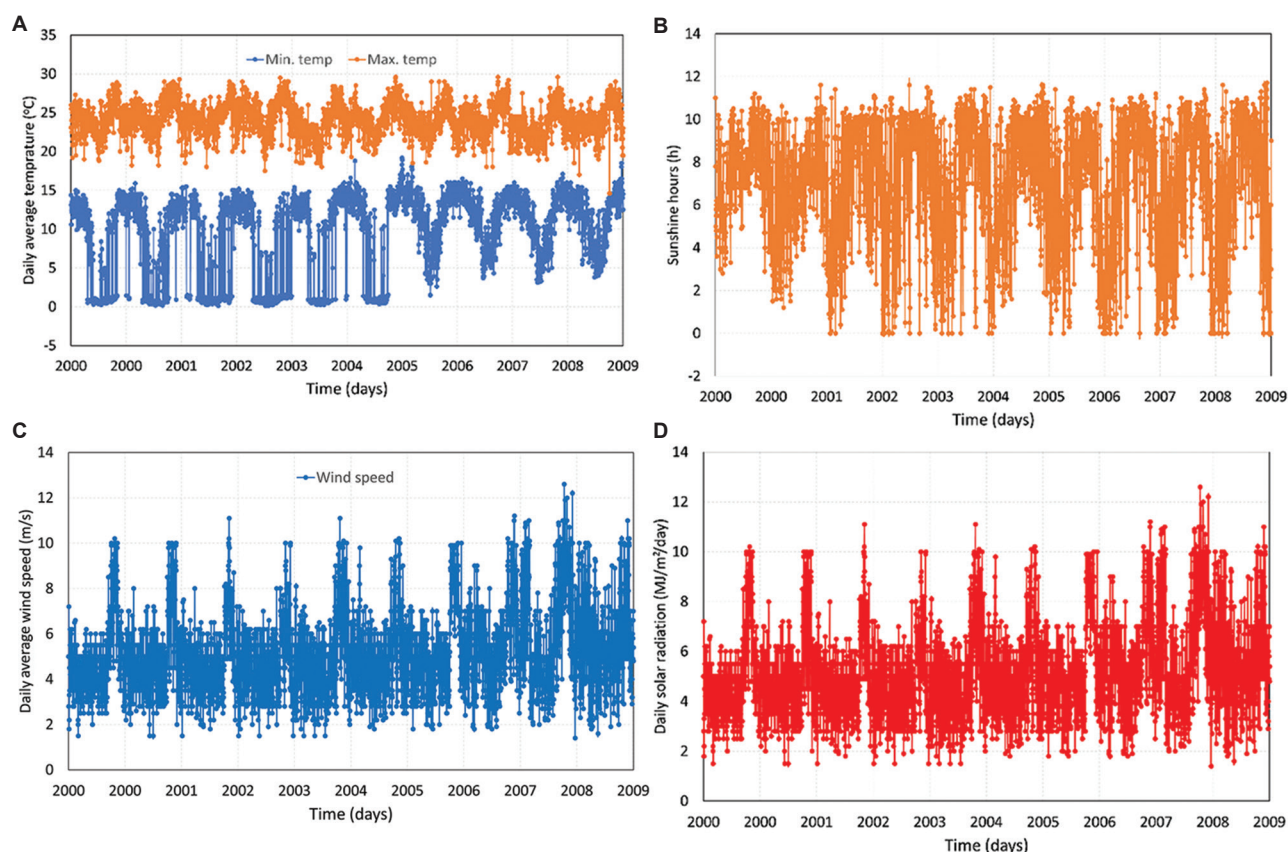 A
Daily average temprature (°C)
35
30
25
20
15
10
5
0
-5
Min. temp Max. temp
2000 2000 2001 2002 2003 2004 2005 2006 2007 2008 2009
Time (days)
B
Sunshine hours (h)
14
12
10
8
6
4
2
0
-2
2000 2000 2001 2002 2003 2004 2005 2006 2007 2008 2009
Time (days)
C
Daily average wind speed (m/s)
14
12
10
8
6
4
2
0
Wind speed
2000 2000 2001 2002 2003 2004 2005 2006 2007 2008 2009
Time (days)
D
Daily solar radiation (MJ/m²/day)
14
12
10
8
6
4
2
0
2000 2000 2001 2002 2003 2004 2005 2006 2007 2008 2009
Time (days)